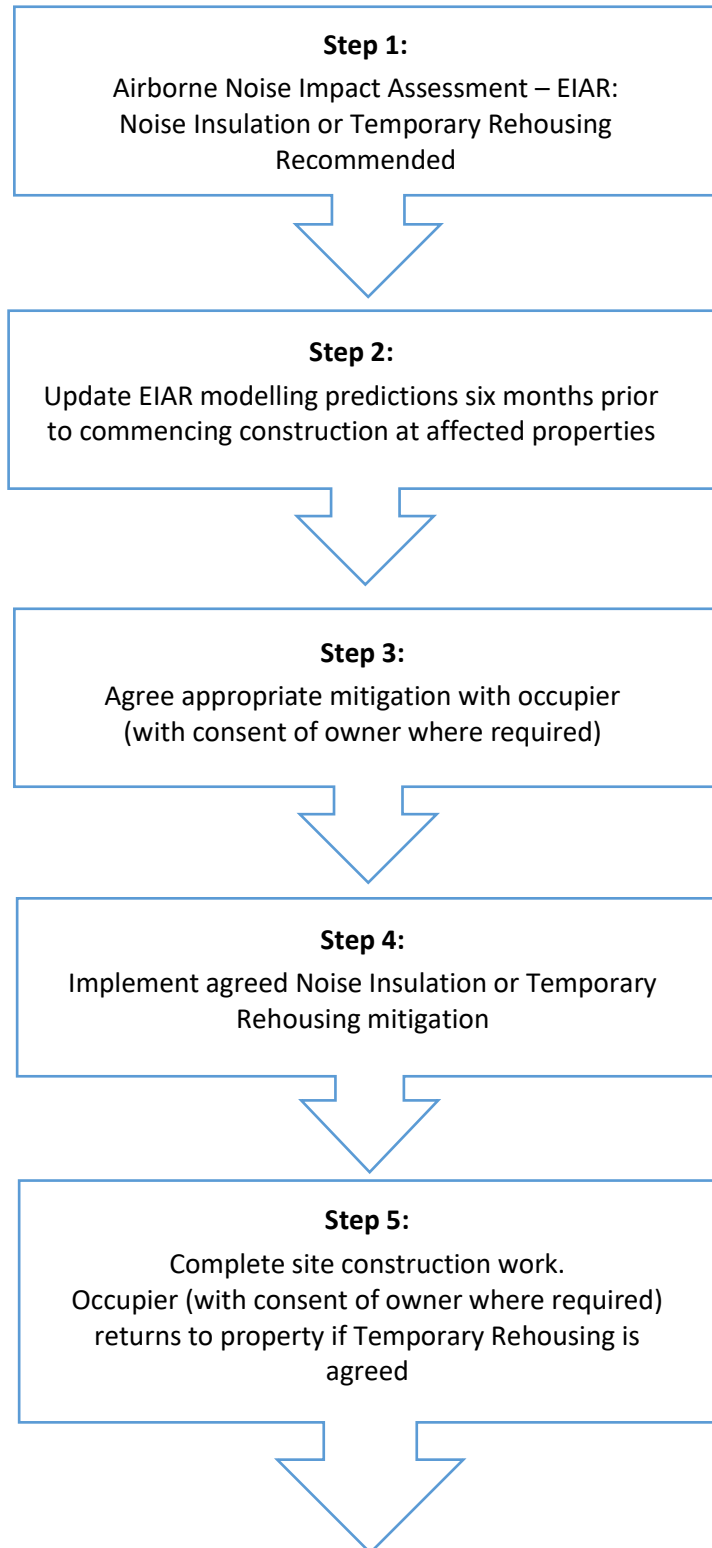 Step 1:
Airborne Noise Impact Assessment – EIAR:
Noise Insulation or Temporary Rehousing
Recommended
Step 2:
Update EIAR modelling predictions six months prior
to commencing construction at affected properties
Step 3:
Agree appropriate mitigation with occupier
(with consent of owner where required)
Step 4:
Implement agreed Noise Insulation or Temporary
Rehousing mitigation
Step 5:
Complete site construction work.
Occupier (with consent of owner where required)
returns to property if Temporary Rehousing is
agreed